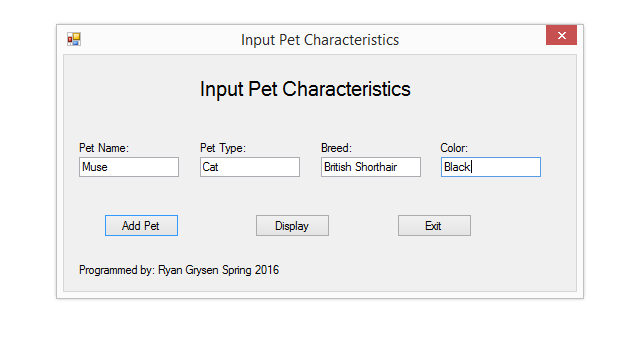 Input Pet Characteristics
Input Pet Characteristics
Pet Name: Pet Type: Breed: Color:
Muse Cat British Shorthair Black
Add Pet Display Exit
Programmed by: Ryan Grysen Spring 2016